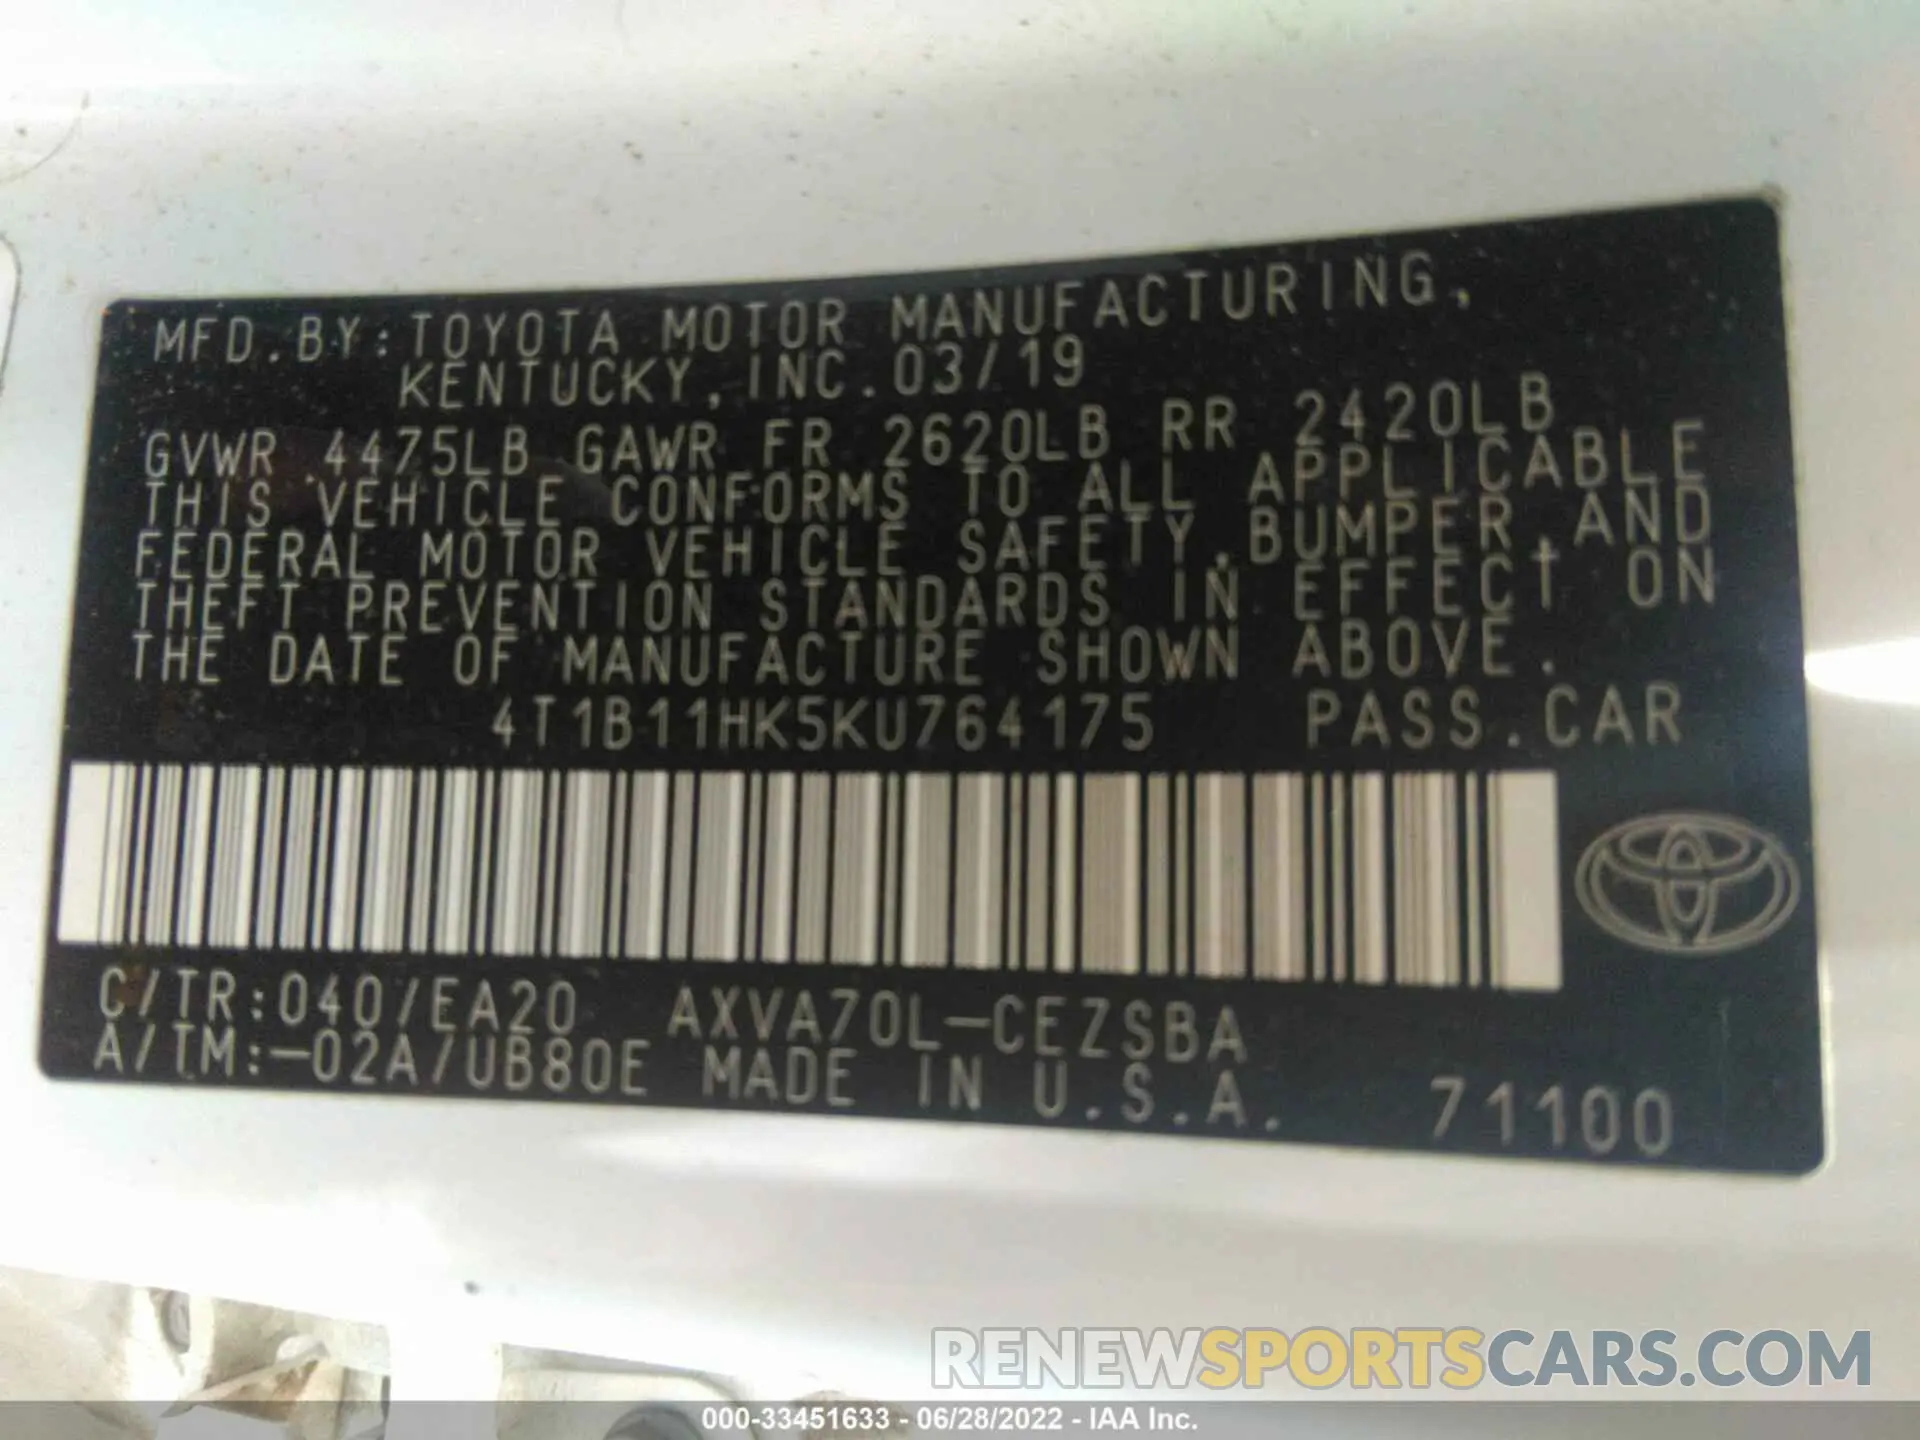 MFD. BY: TOYOTA MOTOR MANUFACTURING,
KENTUCKY, INC. 03/19
GVWR 4475LB GAWR FR 2620LB RR 2420LB
THIS VEHICLE CONFORMS TO ALL APPLICABLE
FEDERAL MOTOR VEHICLE SAFETY, BUMPER, AND
THEFT PREVENTION STANDARDS IN EFFECT ON
THE DATE OF MANUFACTURE SHOWN ABOVE.
4T1B11HK5KU764175 PASS. CAR
C/TR:040/EA20 AXVA70L-CEZSBA
A/TM:-02A/UB80E MADE IN U.S.A. 71100
RENEWSPORTSCARS.COM
000-33451633 - 06/28/2022 - IAA Inc.